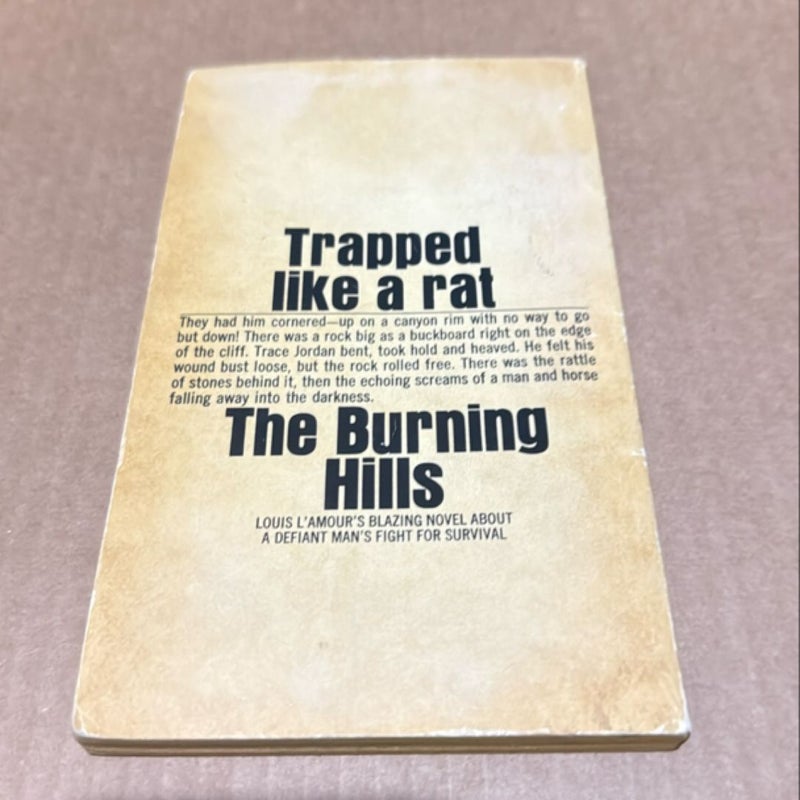 Trapped
like a rat
They had him cornered—up on a canyon rim with no way to go
but down! There was a rock big as a buckboard right on the edge
of the cliff. Trace Jordan bent, took hold and heaved. He felt his
wound bust loose, but the rock rolled free. There was the rattle
of stones behind it, then the echoing screams of a man and horse
falling away into the darkness.
The Burning
Hills
LOUIS L'AMOUR'S BLAZING NOVEL ABOUT
A DEFIANT MAN'S FIGHT FOR SURVIVAL